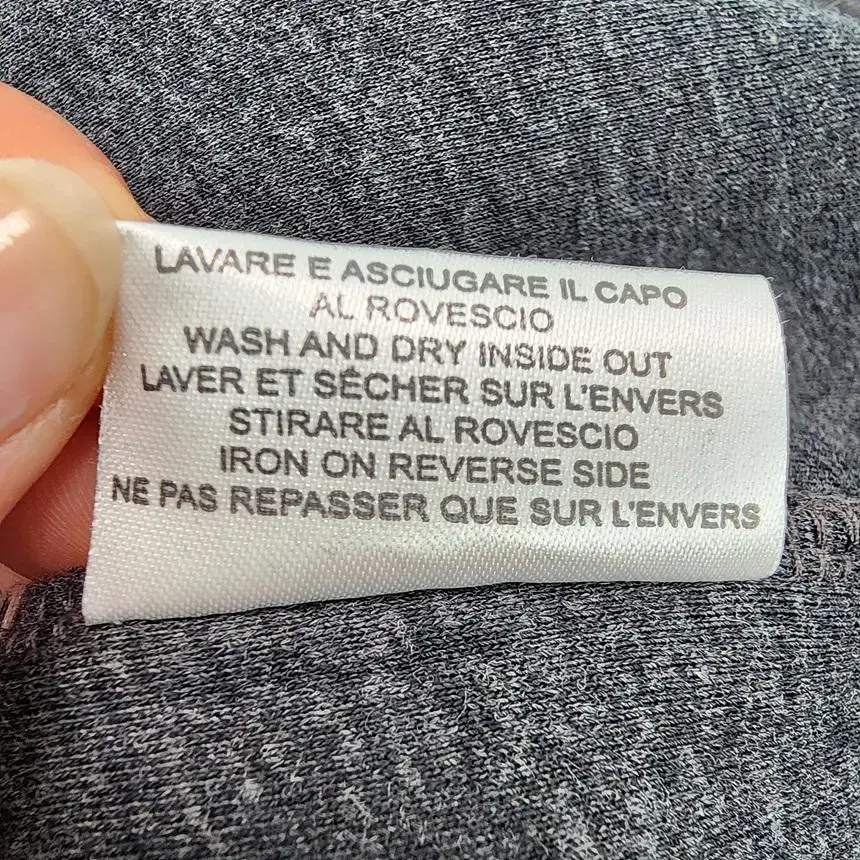 LAVARE E ASCIUGARE IL CAPO
AL ROVESCIO
WASH AND DRY INSIDE OUT
LAVER ET SÉCHER SUR L'ENVERS
STIRARE AL ROVESCIO
IRON ON REVERSE SIDE
NE PAS REPASSER QUE SUR L'ENVERS